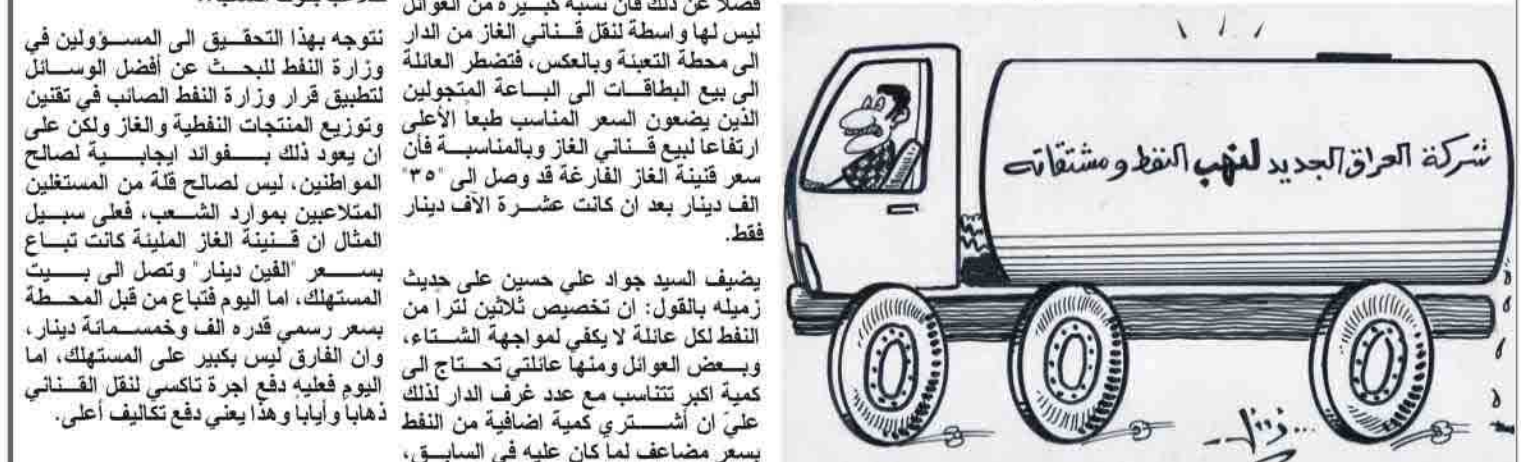 فضلا عن ذلك فان نسبة كبيرة من العوائل
ليس لها واسطة لنقل قناني الغاز من الدار
الى محطة التعبئة وبالعكس، فتضطر العائلة
الى بيع البطاقات الى الباعة المتجولين
الذين يضعون السعر المناسب طبعاً الأعلى
ارتفاعا لبيع قناني الغاز وبالمناسبة فأن
سعر قنينة الغاز الفارغة قد وصل الى "٣٥"
الف دينار بعد ان كانت عشرة الآف دينار
فقط.
يضيف السيد جواد علي حسين على حديث
زميله بالقول: ان تخصيص ثلاثين لتراً من
النفط لكل عائلة لا يكفي لمواجهة الشتاء،
وبعض العوائل ومنها عائلتي تحتاج الى
كمية اكبر تتناسب مع عدد غرف الدار لذلك
عليّ ان أشتري كمية اضافية من النفط
بسعر مضاعف لما كان عليه في السابق،
نتوجه بهذا التحقيق الى المسؤولين في
وزارة النفط للبحث عن أفضل الوسائل
لتطبيق قرار وزارة النفط الصائب في تقنين
وتوزيع المنتجات النفطية والغاز ولكن على
ان يعود ذلك بفوائد ايجابية لصالح
المواطنين، ليس لصالح قلة من المستغلين
المتلاعبين بموارد الشعب، فعلى سبيل
المثال ان قنينة الغاز المليئة كانت تباع
بسعر "الفين دينار" وتصل الى بيت
المستهلك، اما اليوم فتباع من قبل المحطة
بسعر رسمي قدره الف وخمسمائة دينار،
وان الفارق ليس بكبير على المستهلك، اما
اليوم فعليه دفع اجرة تاكسي لنقل القناني
ذهابا وأيابا وهذا يعني دفع تكاليف أعلى.
شركة العراق الجديد لنهب النفط ومشتقاته